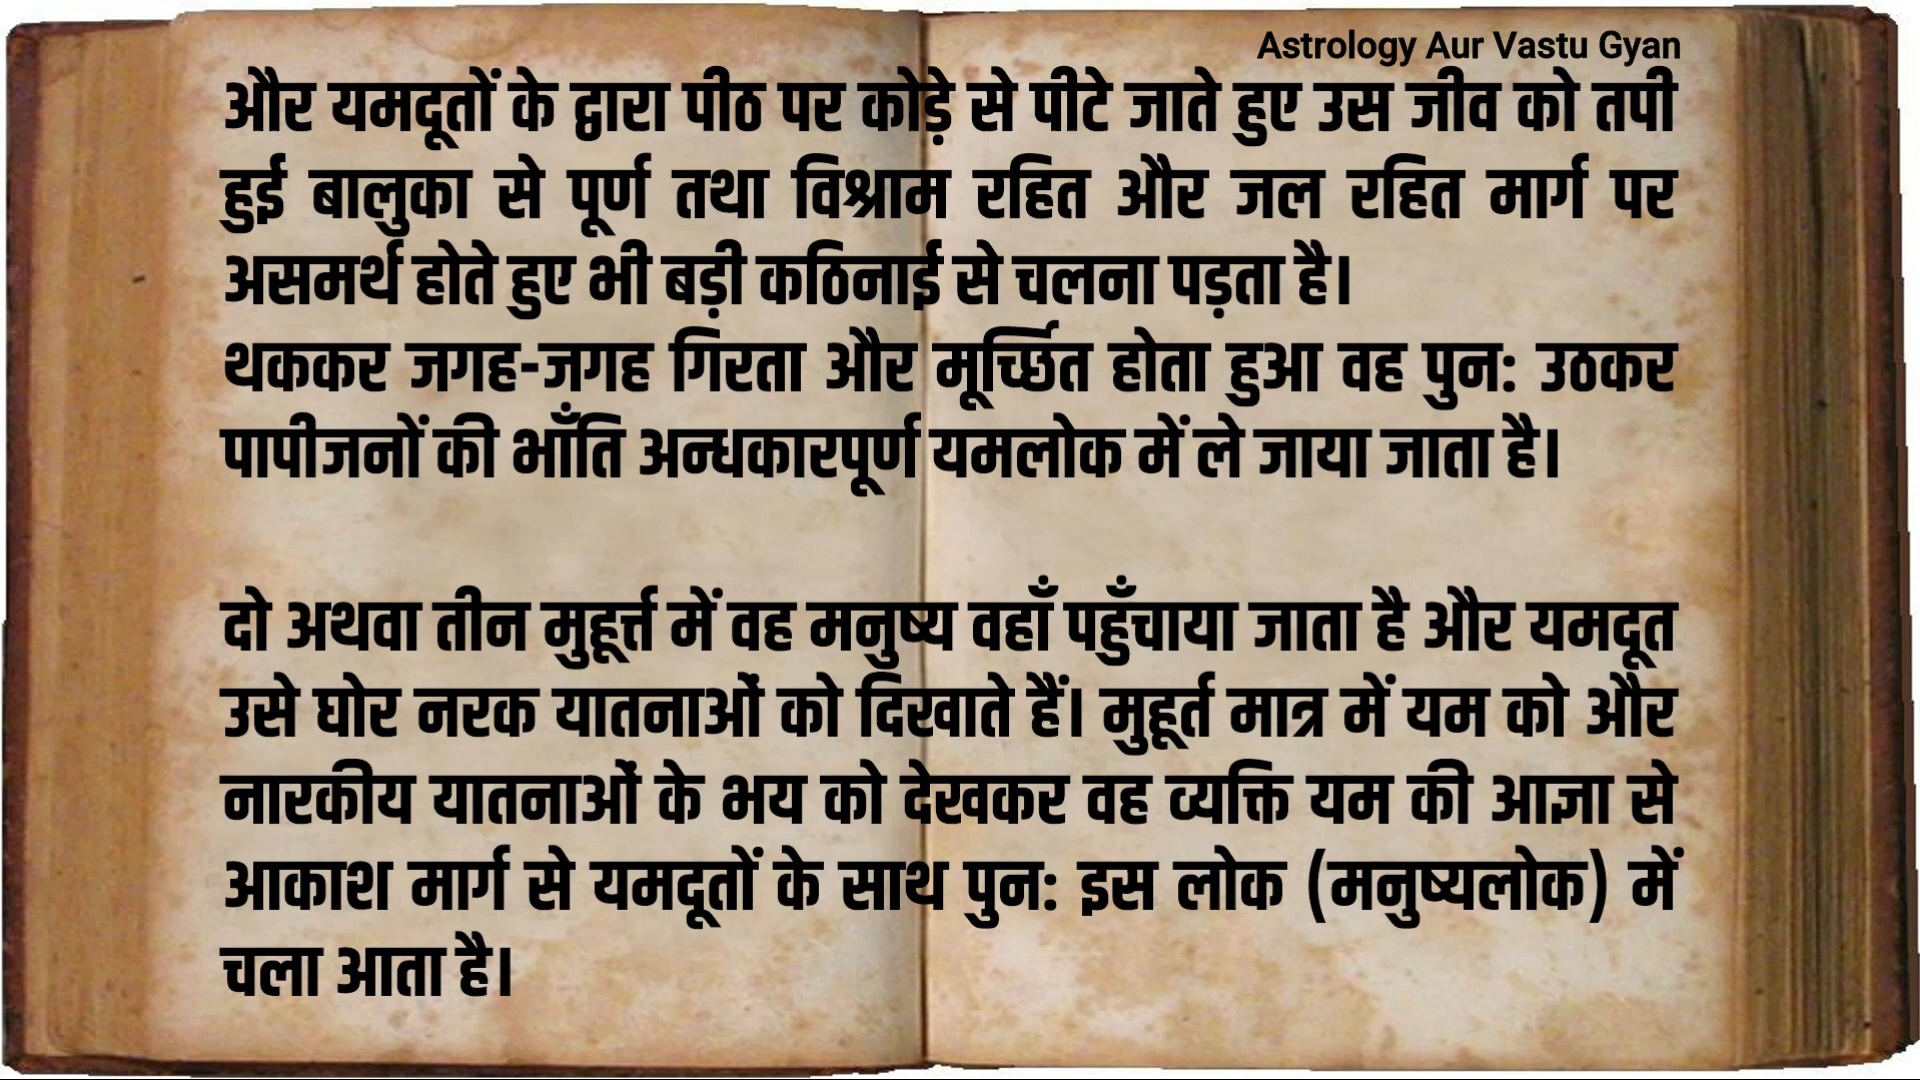 Astrology Aur Vastu Gyan
और यमदूतों के द्वारा पीठ पर कोड़े से पीटे जाते हुए उस जीव को तपी
हुई बालुका से पूर्ण तथा विश्राम रहित और जल रहित मार्ग पर
असमर्थ होते हुए भी बड़ी कठिनाई से चलना पड़ता है।
थककर जगह-जगह गिरता और मूर्च्छित होता हुआ वह पुन: उठकर
पापीजनों की भाँति अन्धकारपूर्ण यमलोक में ले जाया जाता है।
दो अथवा तीन मुहूर्त्त में वह मनुष्य वहाँ पहुँचाया जाता है और यमदूत
उसे घोर नरक यातनाओं को दिखाते हैं। मुहूर्त मात्र में यम को और
नारकीय यातनाओं के भय को देखकर वह व्यक्ति यम की आज्ञा से
आकाश मार्ग से यमदूतों के साथ पुन: इस लोक (मनुष्यलोक) में
चला आता है।